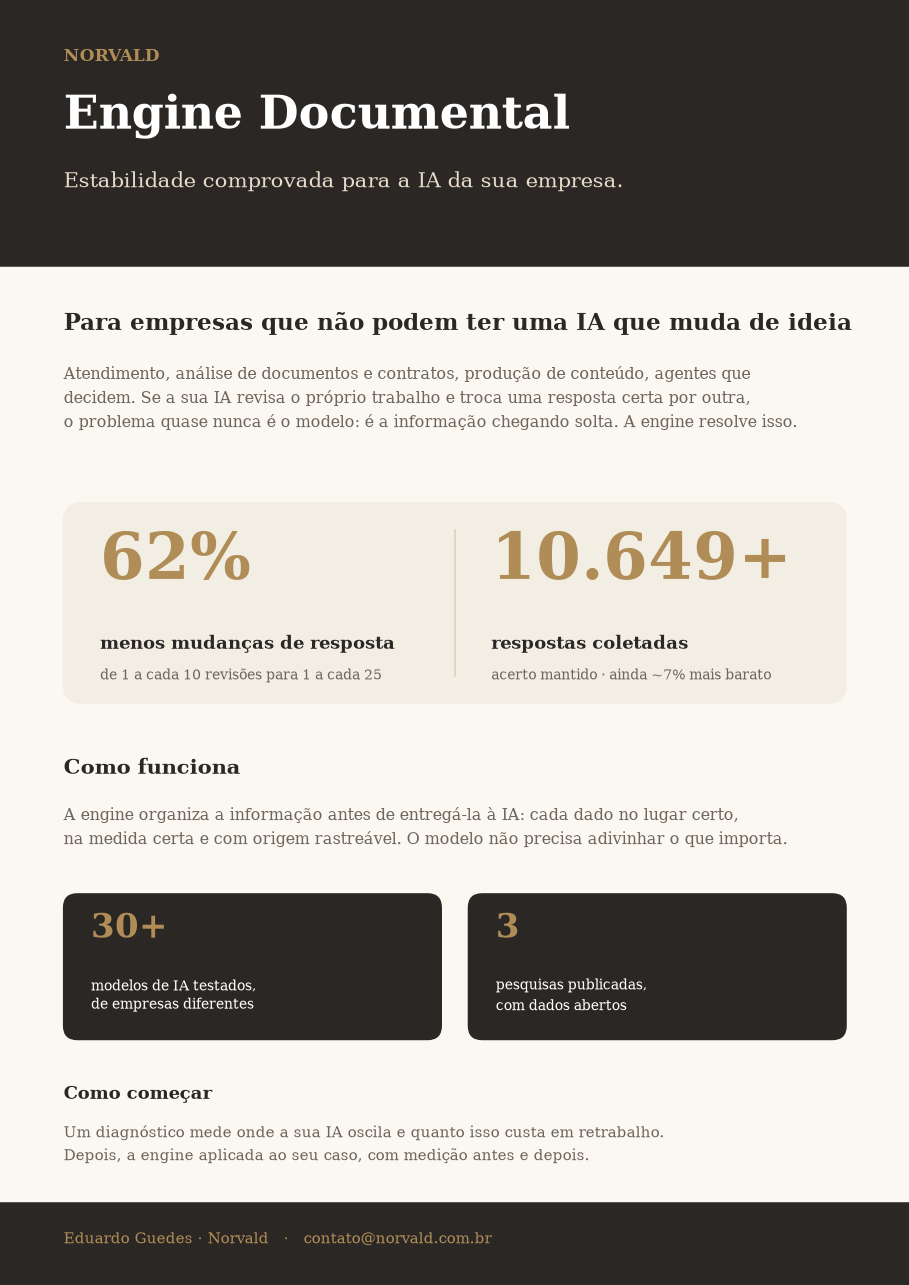 NORVALD
Engine Documental
Estabilidade comprovada para a IA da sua empresa.
Para empresas que não podem ter uma IA que muda de ideia
Atendimento, análise de documentos e contratos, produção de conteúdo, agentes que
decidem. Se a sua IA revisa o próprio trabalho e troca uma resposta certa por outra,
o problema quase nunca é o modelo: é a informação chegando solta. A engine resolve isso.
62%
menos mudanças de resposta
de 1 a cada 10 revisões para 1 a cada 25
10.649+
respostas coletadas
acerto mantido · ainda ~7% mais barato
Como funciona
A engine organiza a informação antes de entregá-la à IA: cada dado no lugar certo,
na medida certa e com origem rastreável. O modelo não precisa adivinhar o que importa.
30+
modelos de IA testados,
de empresas diferentes
3
pesquisas publicadas,
com dados abertos
Como começar
Um diagnóstico mede onde a sua IA oscila e quanto isso custa em retrabalho.
Depois, a engine aplicada ao seu caso, com medição antes e depois.
Eduardo Guedes · Norvald · contato@norvald.com.br